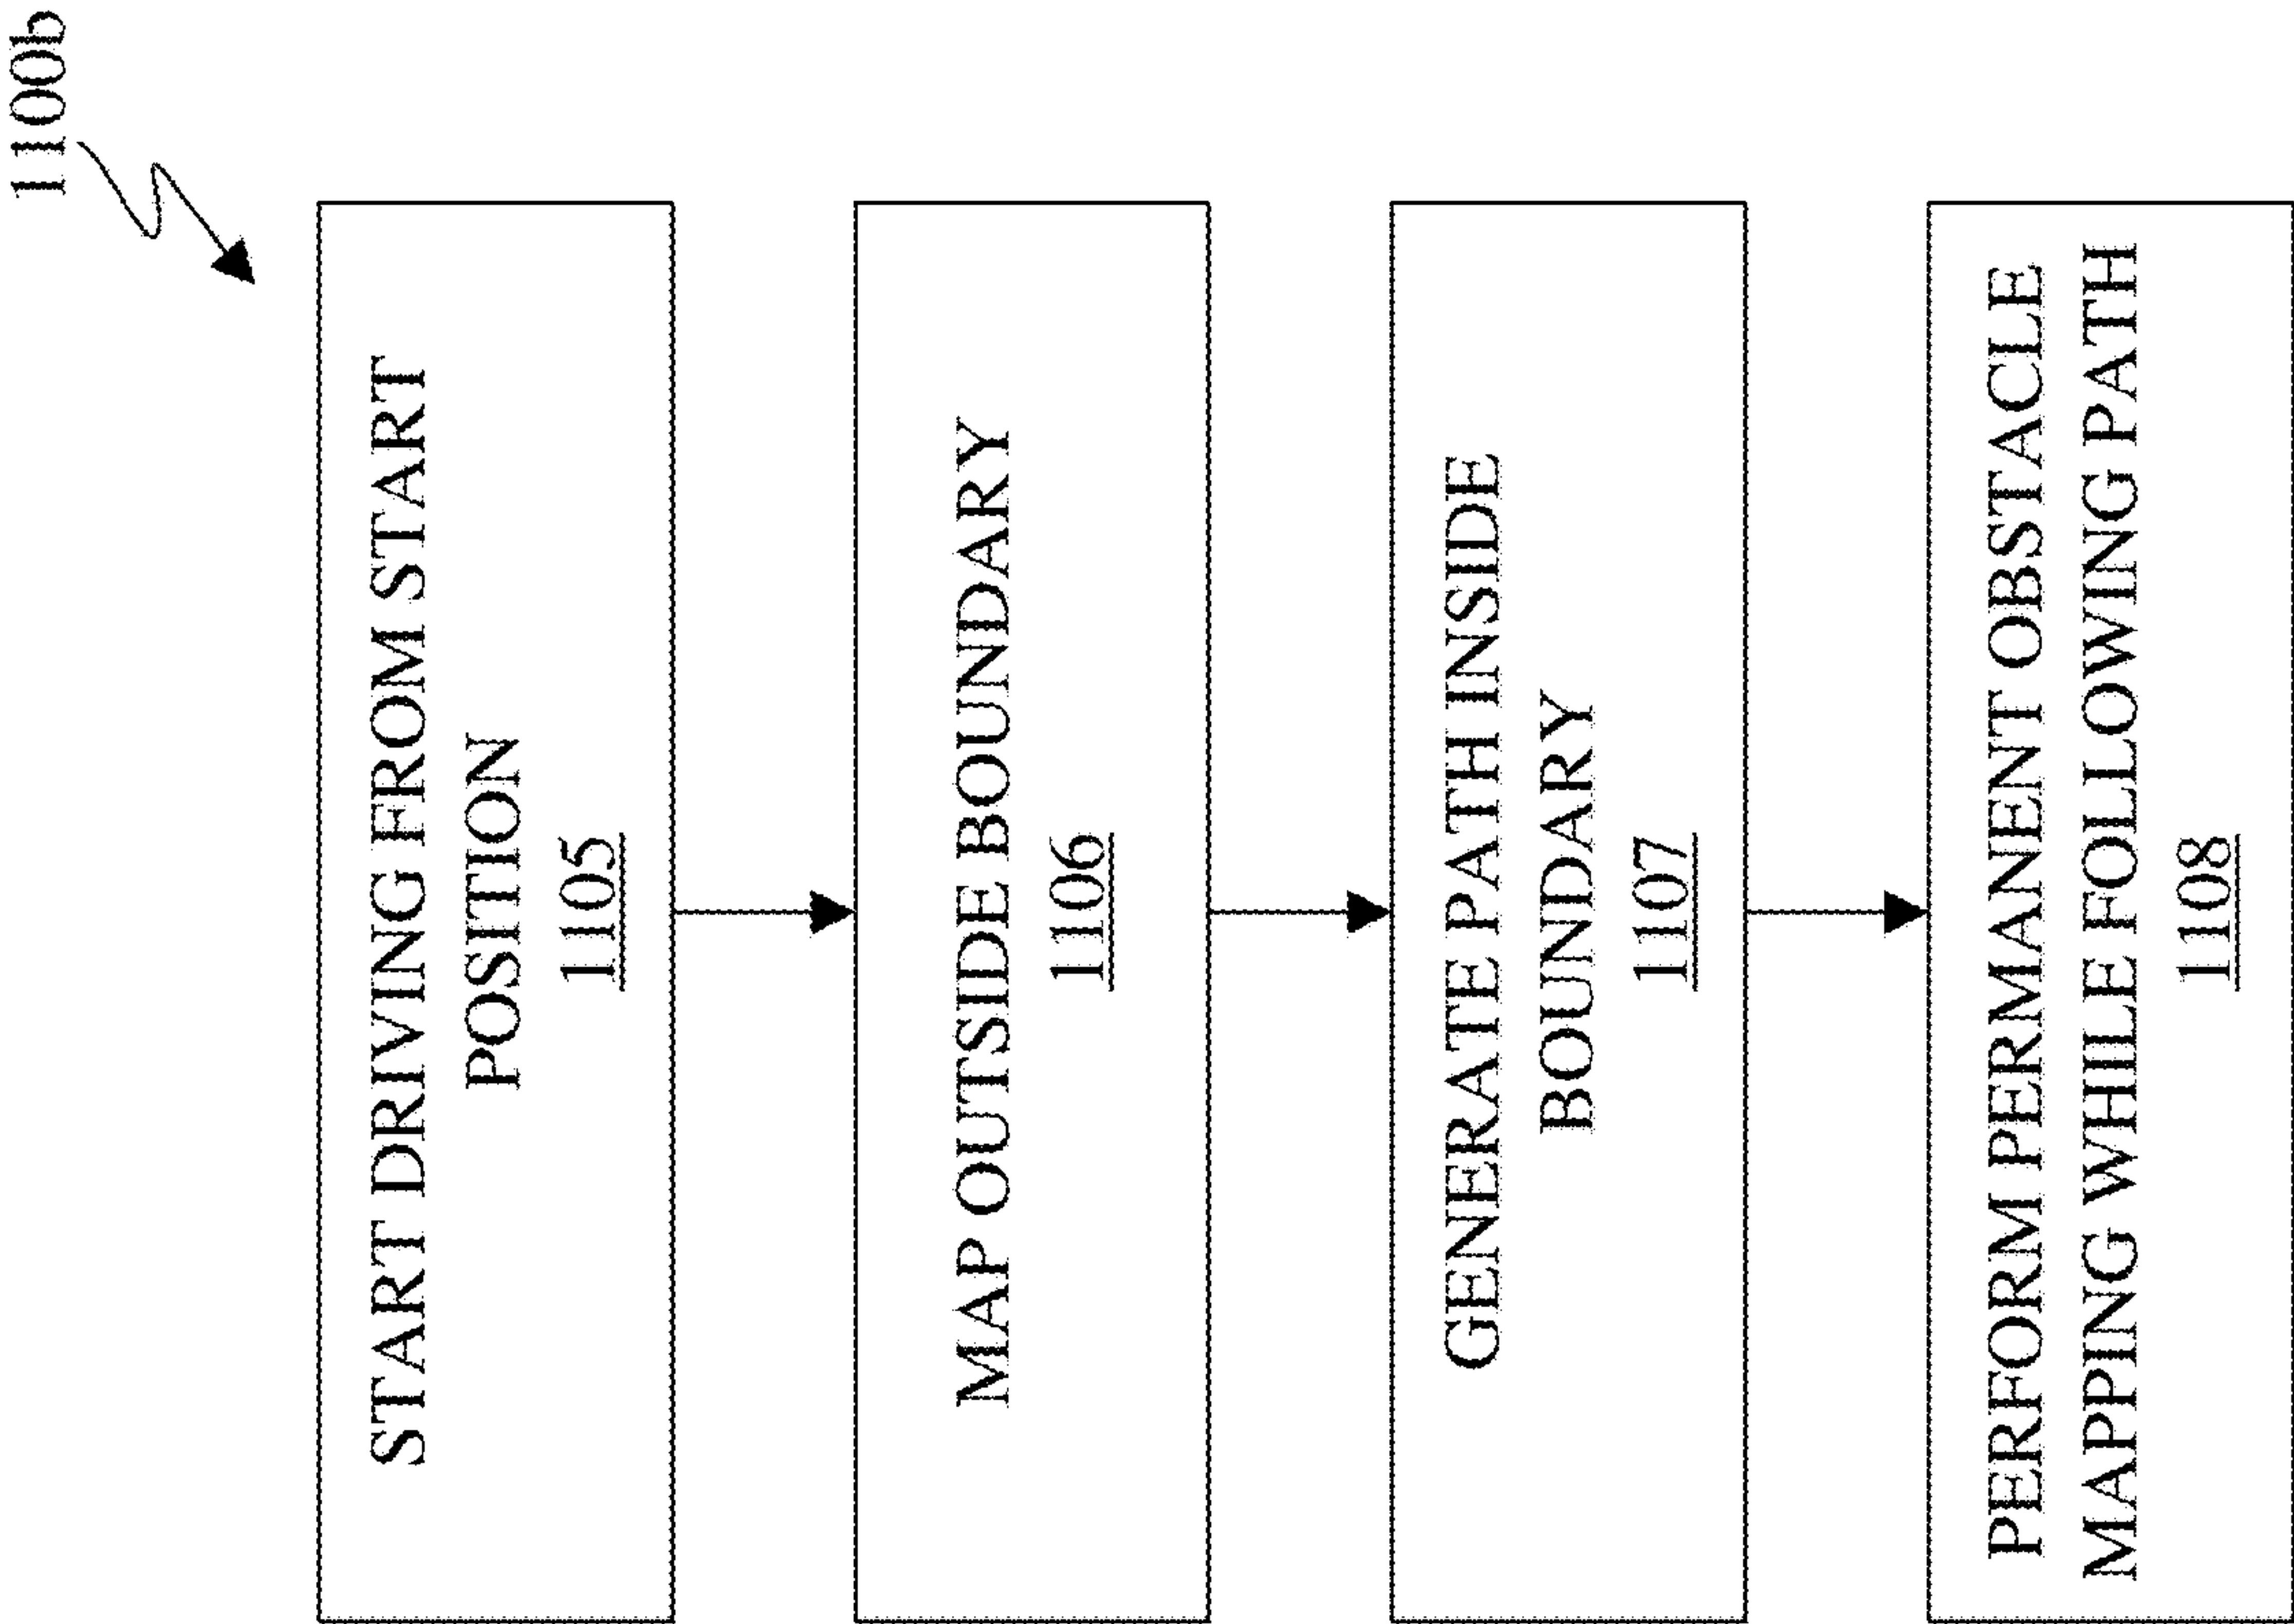 1100b
START DRIVING FROM START
POSITION
1105
MAP OUTSIDE BOUNDARY
1106
GENERATE PATH INSIDE
BOUNDARY
1107
PERFORM PERMANENT OBSTACLE
MAPPING WHILE FOLLOWING PATH
1108